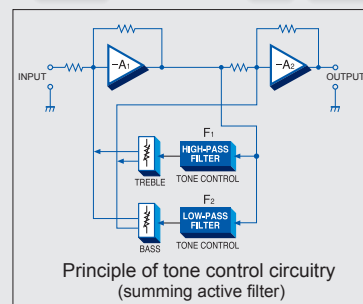 INPUT
–A1
–A2
OUTPUT
F1
HIGH-PASS
FILTER
TREBLE
TONE CONTROL
F2
LOW-PASS
FILTER
BASS
TONE CONTROL
Principle of tone control circuitry
(summing active filter)